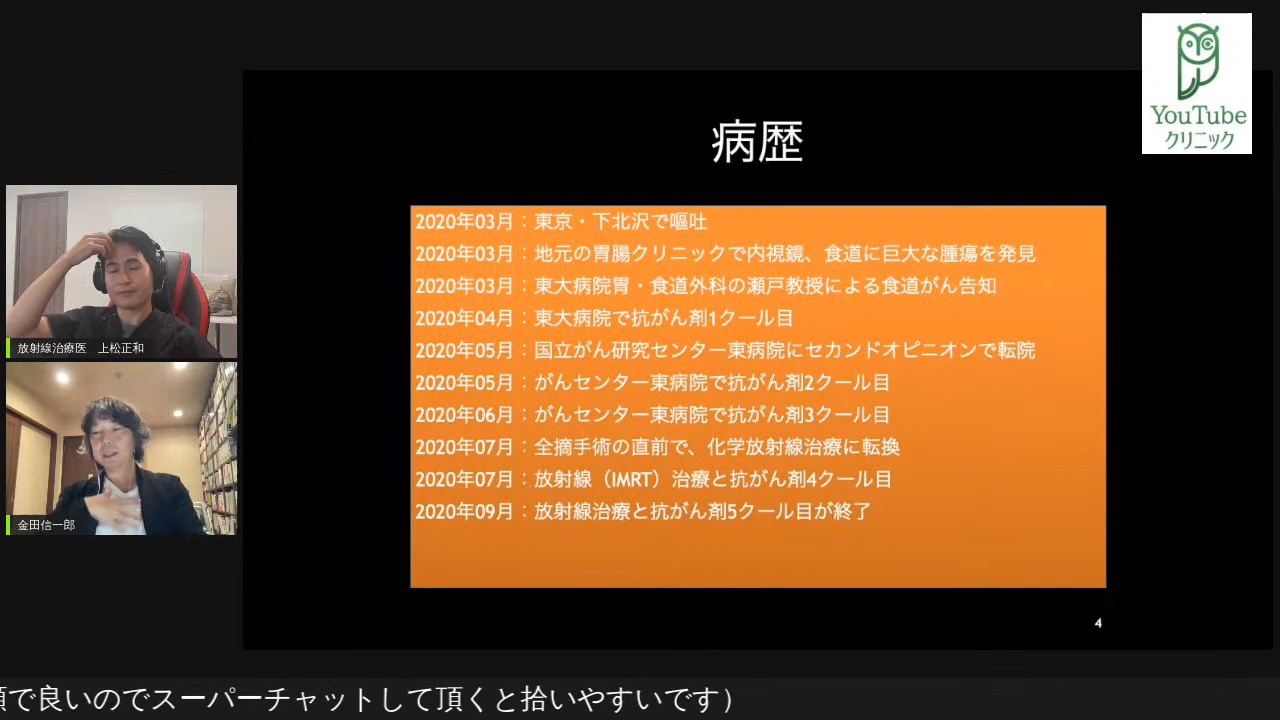 YouTube
クリニック
病歴
2020年03月：東京・下北沢で嘔吐
2020年03月：地元の胃腸クリニックで内視鏡、食道に巨大な腫瘍を発見
2020年03月：東大病院胃・食道外科の瀬戸教授による食道がん告知
2020年04月：東大病院で抗がん剤1クール目
2020年05月：国立がん研究センター東病院にセカンドオピニオンで転院
2020年05月：がんセンター東病院で抗がん剤2クール目
2020年06月：がんセンター東病院で抗がん剤3クール目
2020年07月：全摘手術の直前で、化学放射線治療に転換
2020年07月：放射線（IMRT）治療と抗がん剤4クール目
2020年09月：放射線治療と抗がん剤5クール目が終了
4
放射線治療医　上松正和
金田信一郎
で良いのでスーパーチャットして頂くと拾いやすいです）